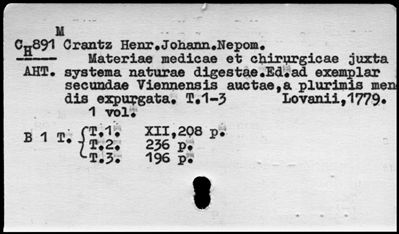 M
CH891 Crantz Henr.Johann.Nepom.
Materiae medicae et chirurgicae juxta
AHT. systema naturae digestae.Ed.ad exemplar
secundae Viennensis auctae,a plurimis men
dis expurgata. T.1-3 Lovanii,1779.
1 vol.
B 1 T. T.1. XII,208 p.
T.2. 236 p.
T.3. 196 p.